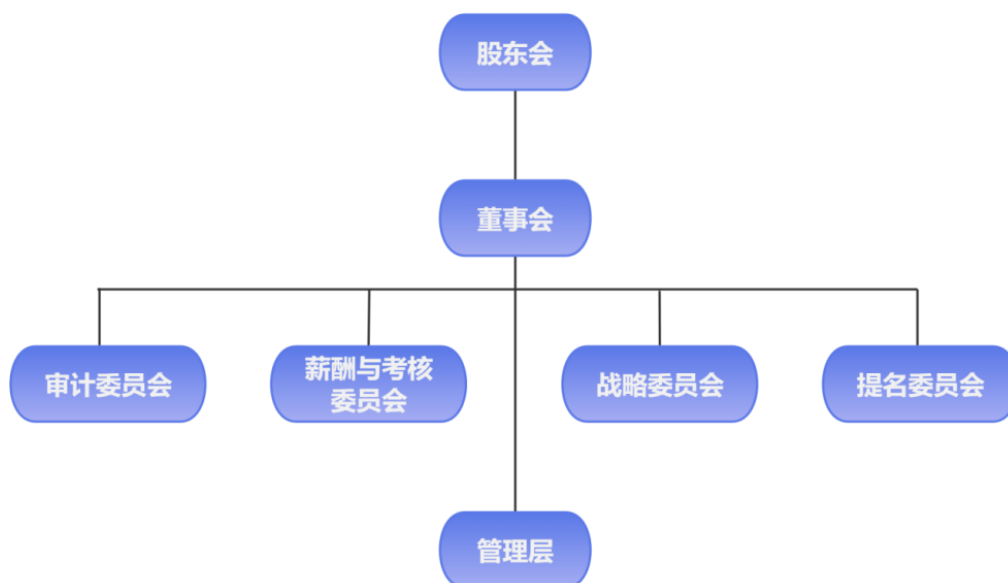 股东会
董事会
审计委员会
薪酬与考核
委员会
战略委员会
提名委员会
管理层